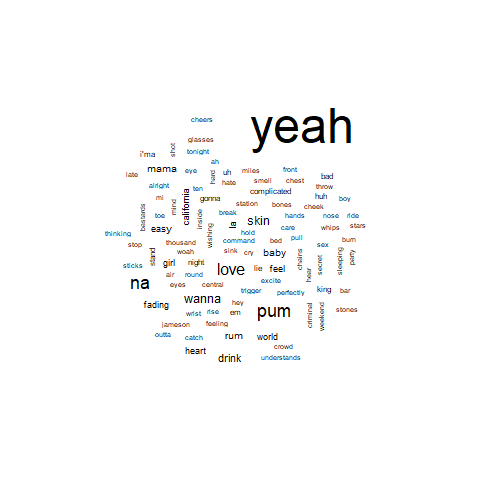 cheers
yeah
glasses
shot
tonight
i'ma
ah
mama
eye
hard
uh
miles
front
late
hate
smell
chest
bad
throw
alright
ten
complicated
mi
california
gonna
huh
boy
station
bones
cheek
mind
inside
bastards
toe
break
skin
hands
nose
ride
easy
wishing
la
hold
care
whips
stars
thinking
command
bed
pull
sex
bum
stop
thousand
stand
woah
sink
cry
baby
chains
secret
sleeping
party
sticks
girl
night
love
lie
feel
hear
air
round
excite
na
eyes
central
trigger
perfectly
king
bar
fading
wanna
hey
pum
criminal
weekend
stones
wrist
rise
em
jameson
feeling
outta
catch
rum
world
heart
drink
crowd
understands